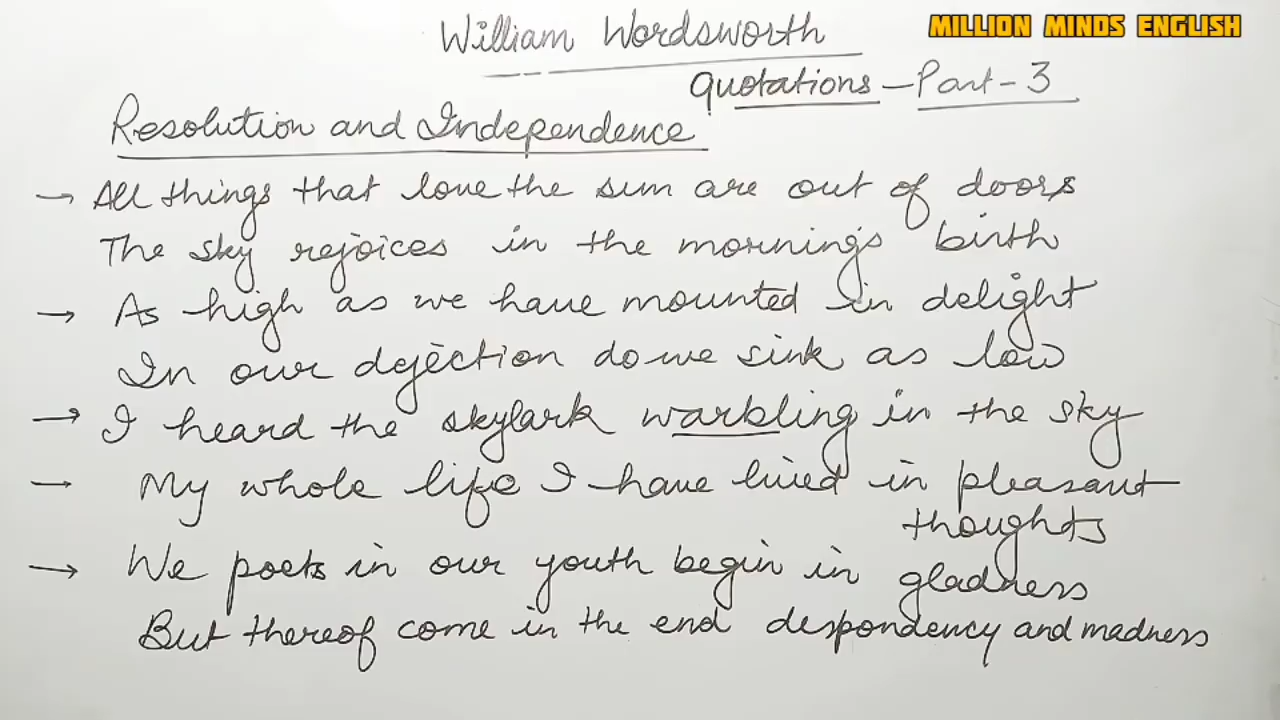 William Wordsworth
MILLION MINDS ENGLISH
Quotations - Part - 3
Resolution and Independence
→ All things that love the sun are out of doors
The sky rejoices in the morning's birth
→ As high as we have mounted in delight
In our dejection do we sink as low
→ I heard the skylark warbling in the sky
→ My whole life I have lived in pleasant
thoughts
→ We poets in our youth begin in gladness
But thereof come in the end despondency and madness